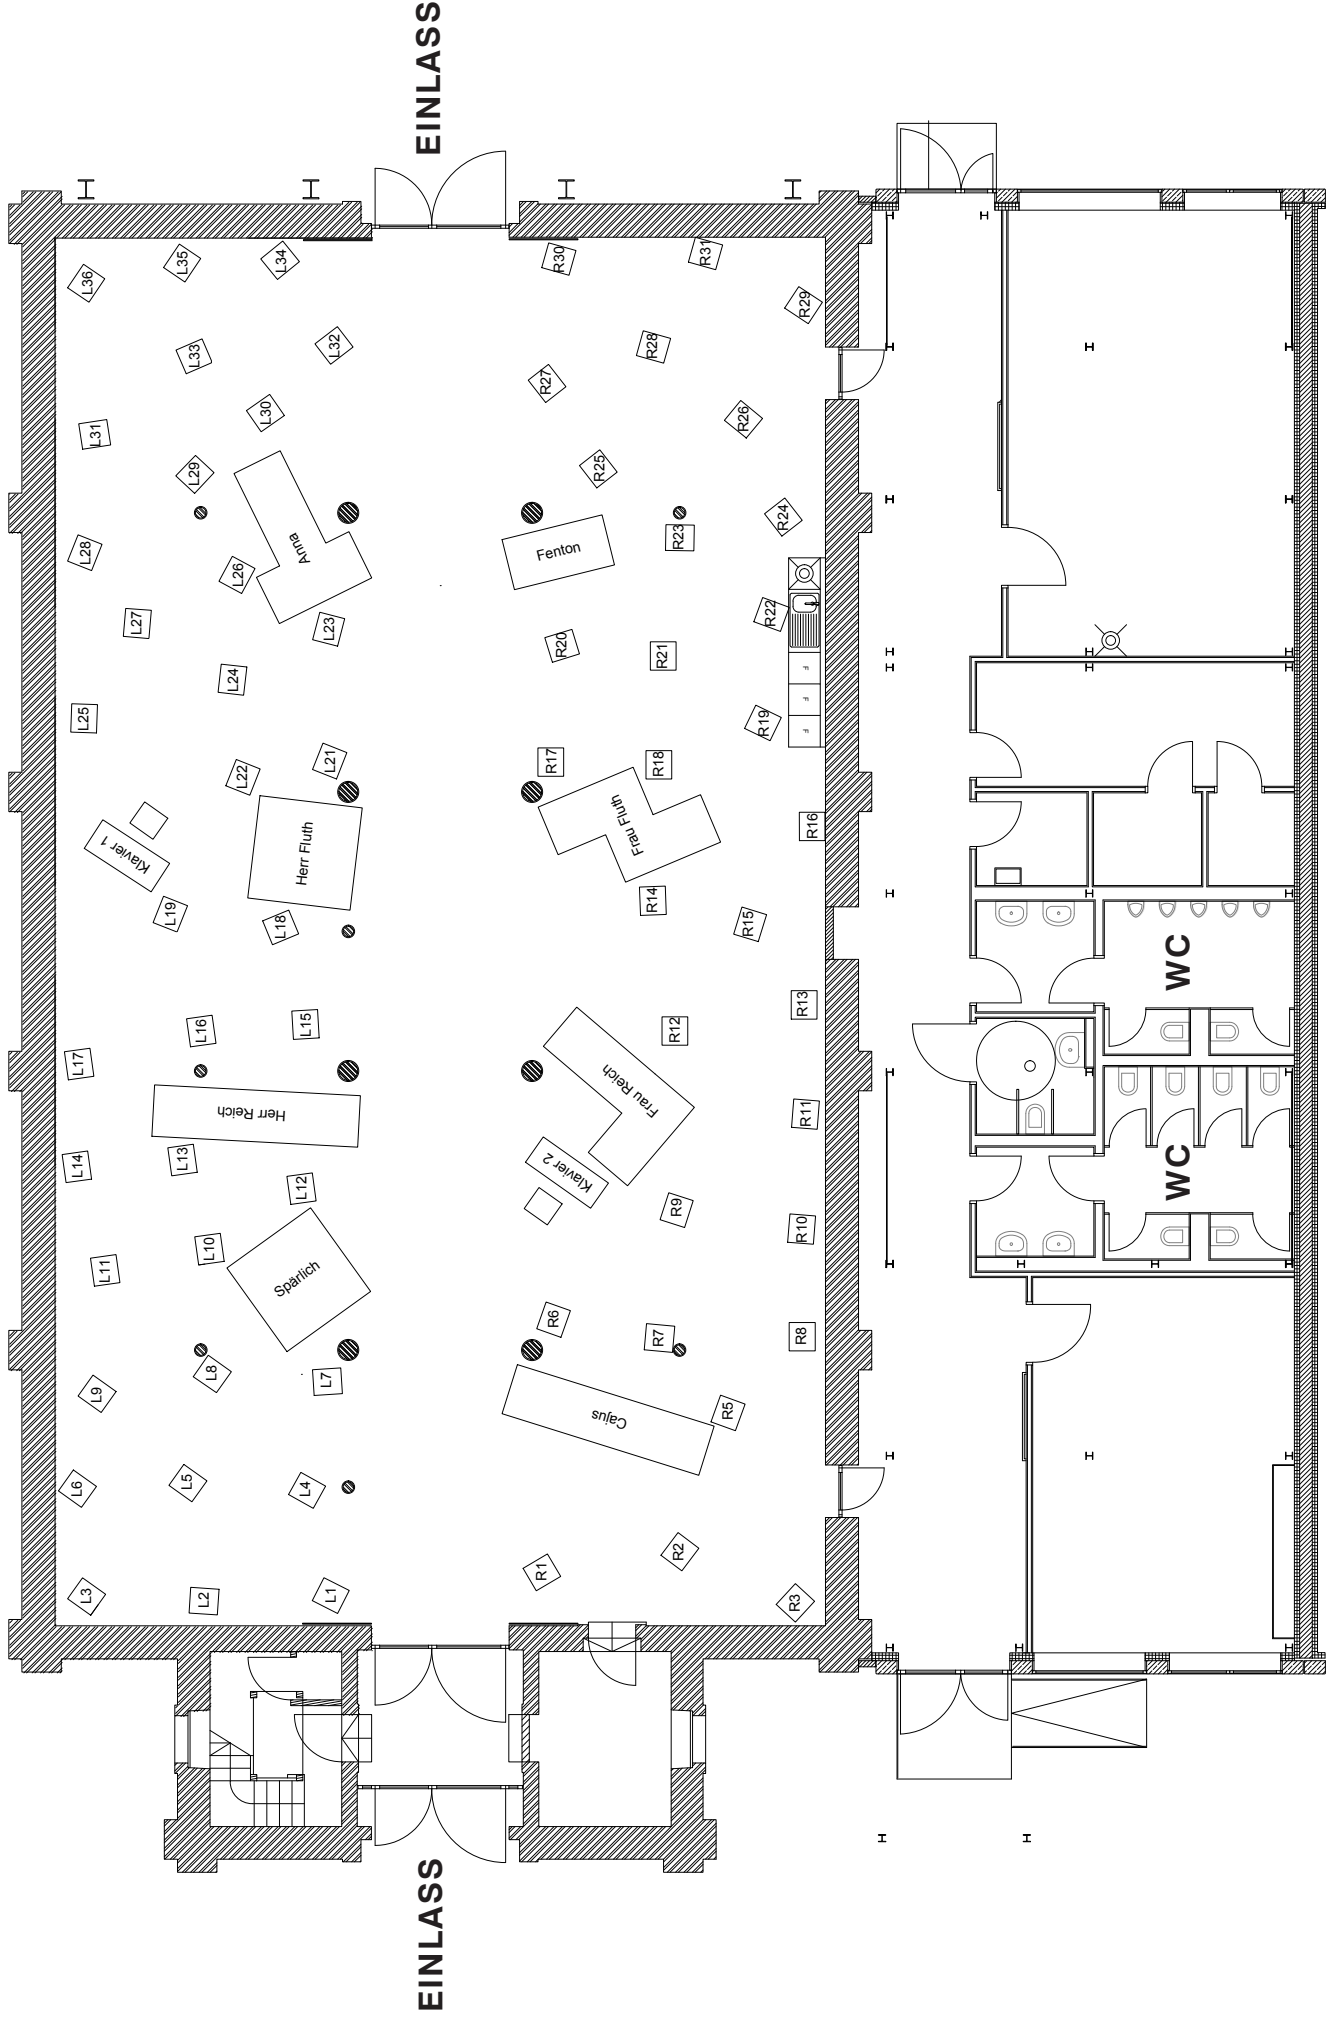 EINLASS
L36
L35
L34
R30
R31
R29
L33
L32
R28
R27
L31
L30
R26
L29
R25
R24
L28
Anna
Fenton
R23
L26
L27
L23
R22
R20
R21
L24
L25
R19
L22
L21
R17
R18
Klavier 1
Herr Fluth
Frau Fluth
R16
L19
L18
R14
R15
WC
L16
L15
R13
R12
L17
Herr Reich
Frau Reich
R11
L14
L13
Klavier 2
WC
L12
R9
R10
L11
L10
Spärlich
R6
R7
R8
L9
L8
L7
Cajus
R5
L6
L5
L4
R1
R2
L3
L2
L1
R3
F
F
F
EINLASS